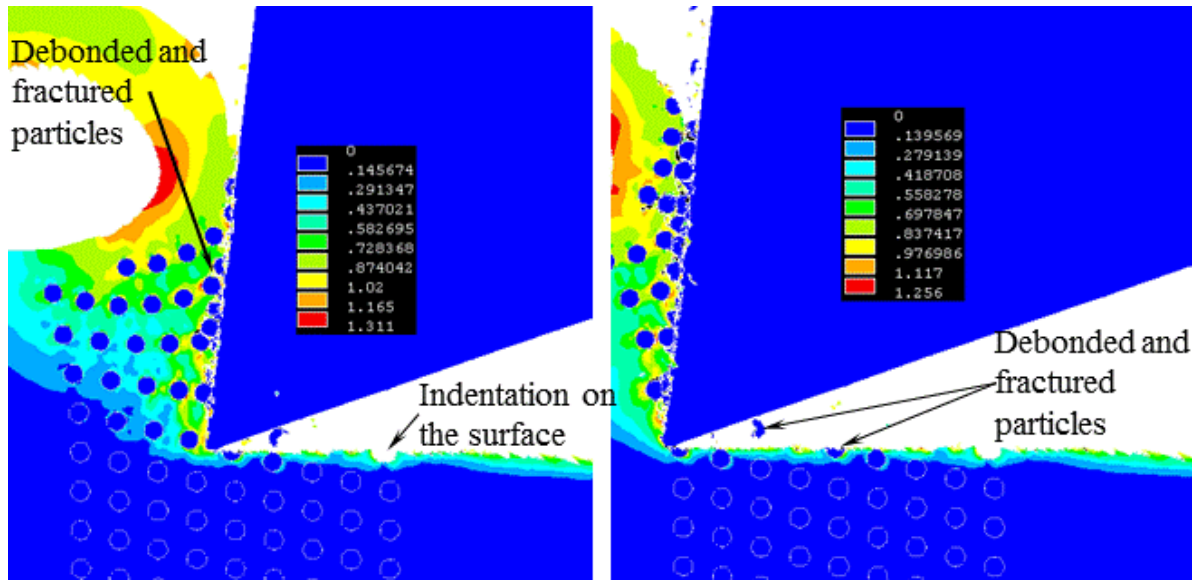 Debonded and
fractured
particles
0
.145674
.291347
.437021
.582695
.728368
.874042
1.02
1.165
1.311
Indentation on
the surface
0
.139569
.279139
.418708
.558278
.697847
.837417
.976986
1.117
1.256
Debonded and
fractured
particles